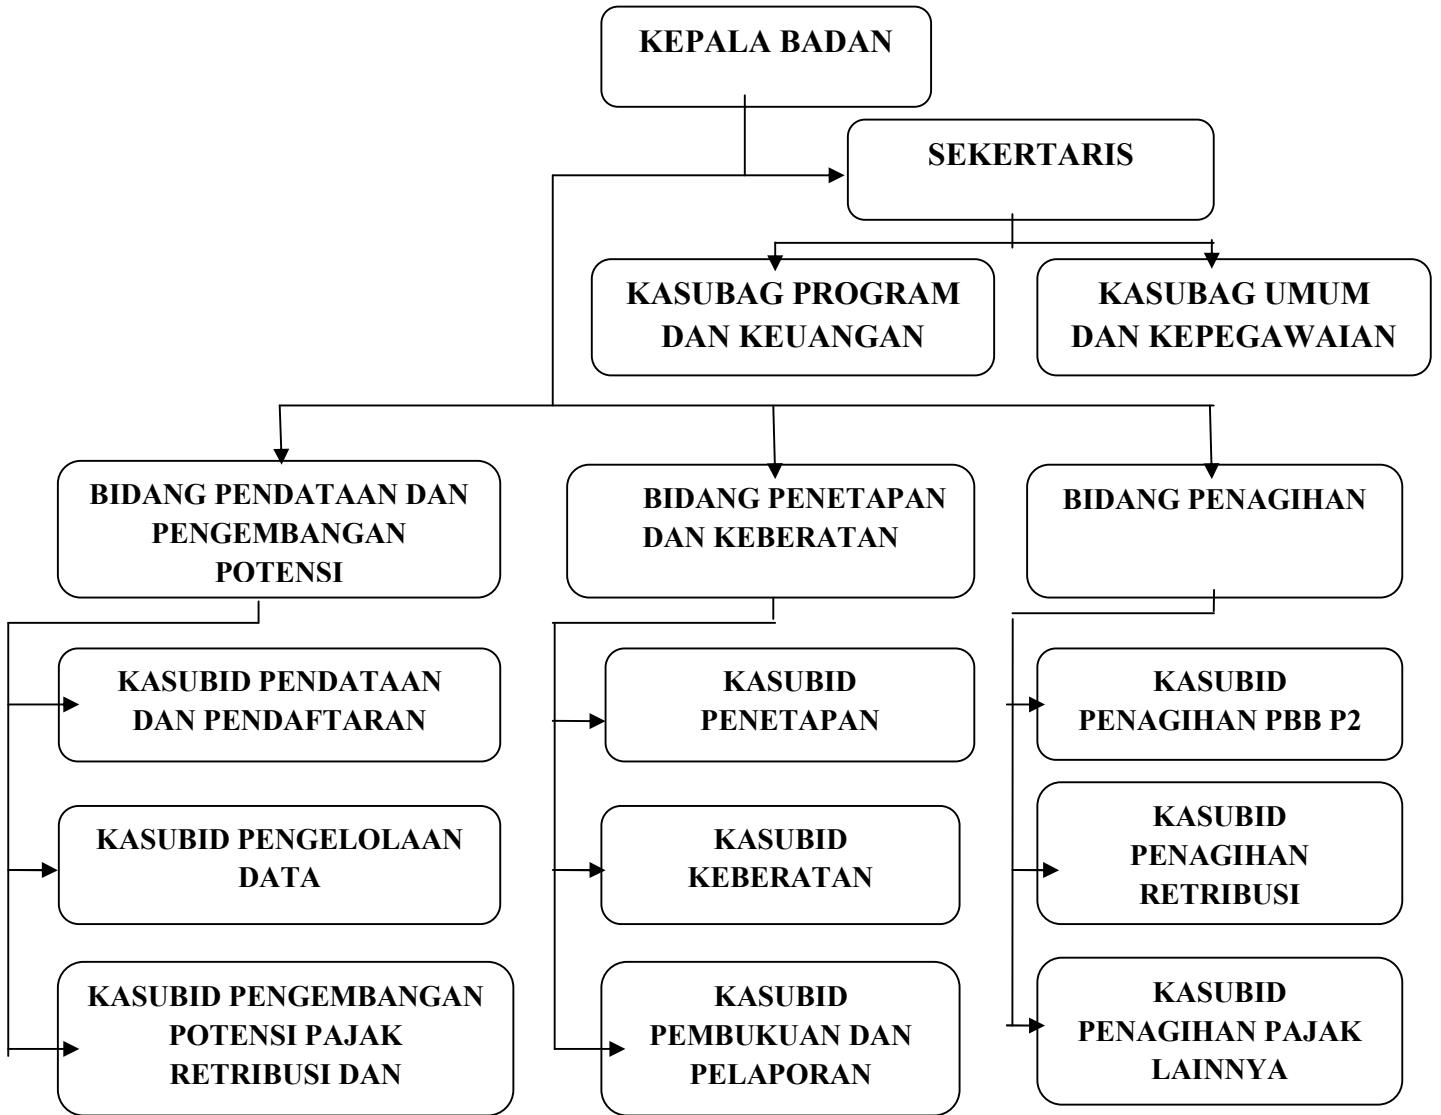 KEPALA BADAN
SEKERTARIS
KASUBAG PROGRAM
DAN KEUANGAN
KASUBAG UMUM
DAN KEPEGAWAIAN
BIDANG PENDATAAN DAN
PENGEMBANGAN
POTENSI
BIDANG PENETAPAN
DAN KEBERATAN
BIDANG PENAGIHAN
KASUBID PENDATAAN
DAN PENDAFTARAN
KASUBID
PENETAPAN
KASUBID
PENAGIHAN PBB P2
KASUBID PENGELOLAAN
DATA
KASUBID
KEBERATAN
KASUBID
PENAGIHAN
RETRIBUSI
KASUBID PENGEMBANGAN
POTENSI PAJAK
RETRIBUSI DAN
KASUBID
PEMBUKUAN DAN
PELAPORAN
KASUBID
PENAGIHAN PAJAK
LAINNYA